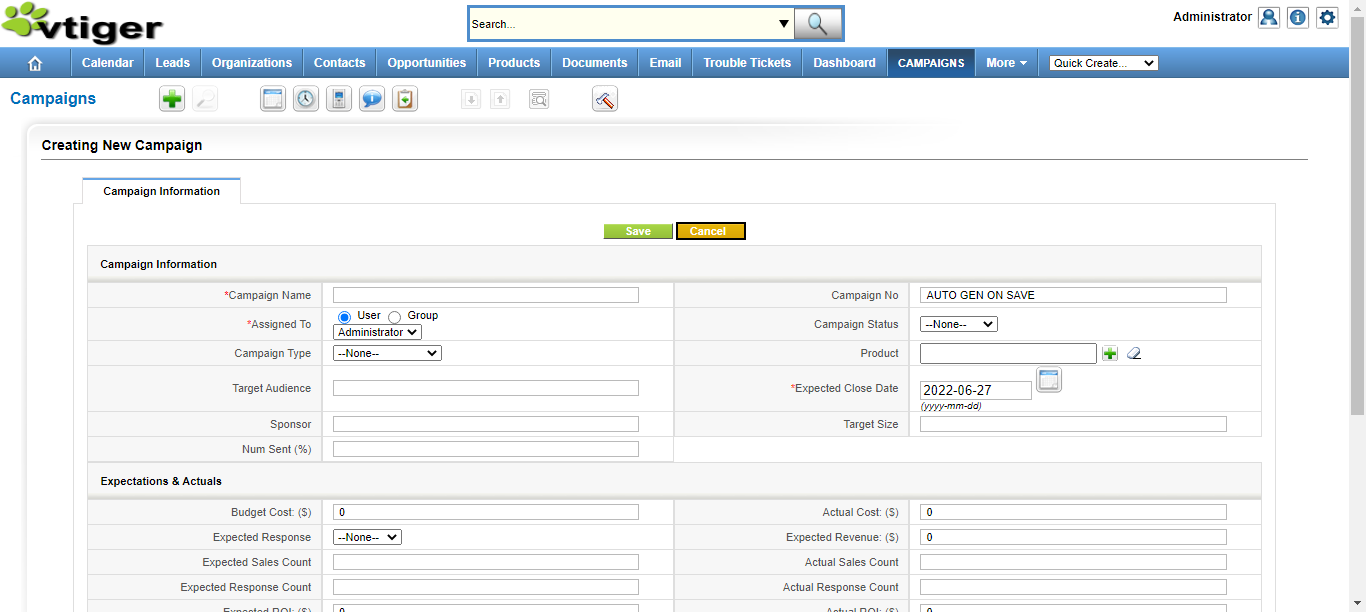 vtiger
Search...
Administrator
Calendar Leads Organizations Contacts Opportunities Products Documents Email Trouble Tickets Dashboard CAMPAIGNS More Quick Create...
Campaigns
Creating New Campaign
Campaign Information
Save Cancel
Campaign Information
*Campaign Name
Campaign No AUTO GEN ON SAVE
*Assigned To User Group
Administrator
Campaign Status --None--
Campaign Type --None--
Product
Target Audience
*Expected Close Date 2022-06-27
(yyyy-mm-dd)
Sponsor
Target Size
Num Sent (%)
Expectations & Actuals
Budget Cost: ($) 0
Actual Cost: ($) 0
Expected Response --None--
Expected Revenue: ($) 0
Expected Sales Count
Actual Sales Count
Expected Response Count
Actual Response Count
Expected ROI: ($) 0
Actual ROI: ($) 0